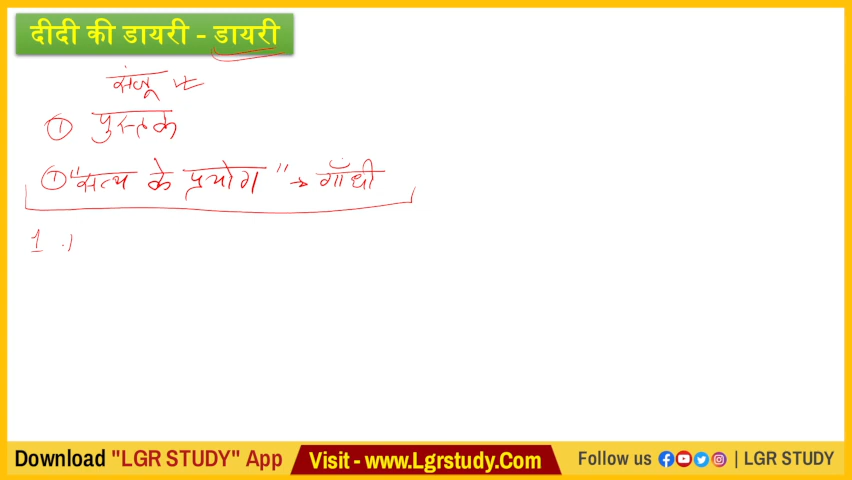 दीदी की डायरी - डायरी
संजू
① पुस्तक
① "सत्य के प्रयोग" → गाँधी
1.
Download "LGR STUDY" App Visit - www.Lgrstudy.Com Follow us | LGR STUDY